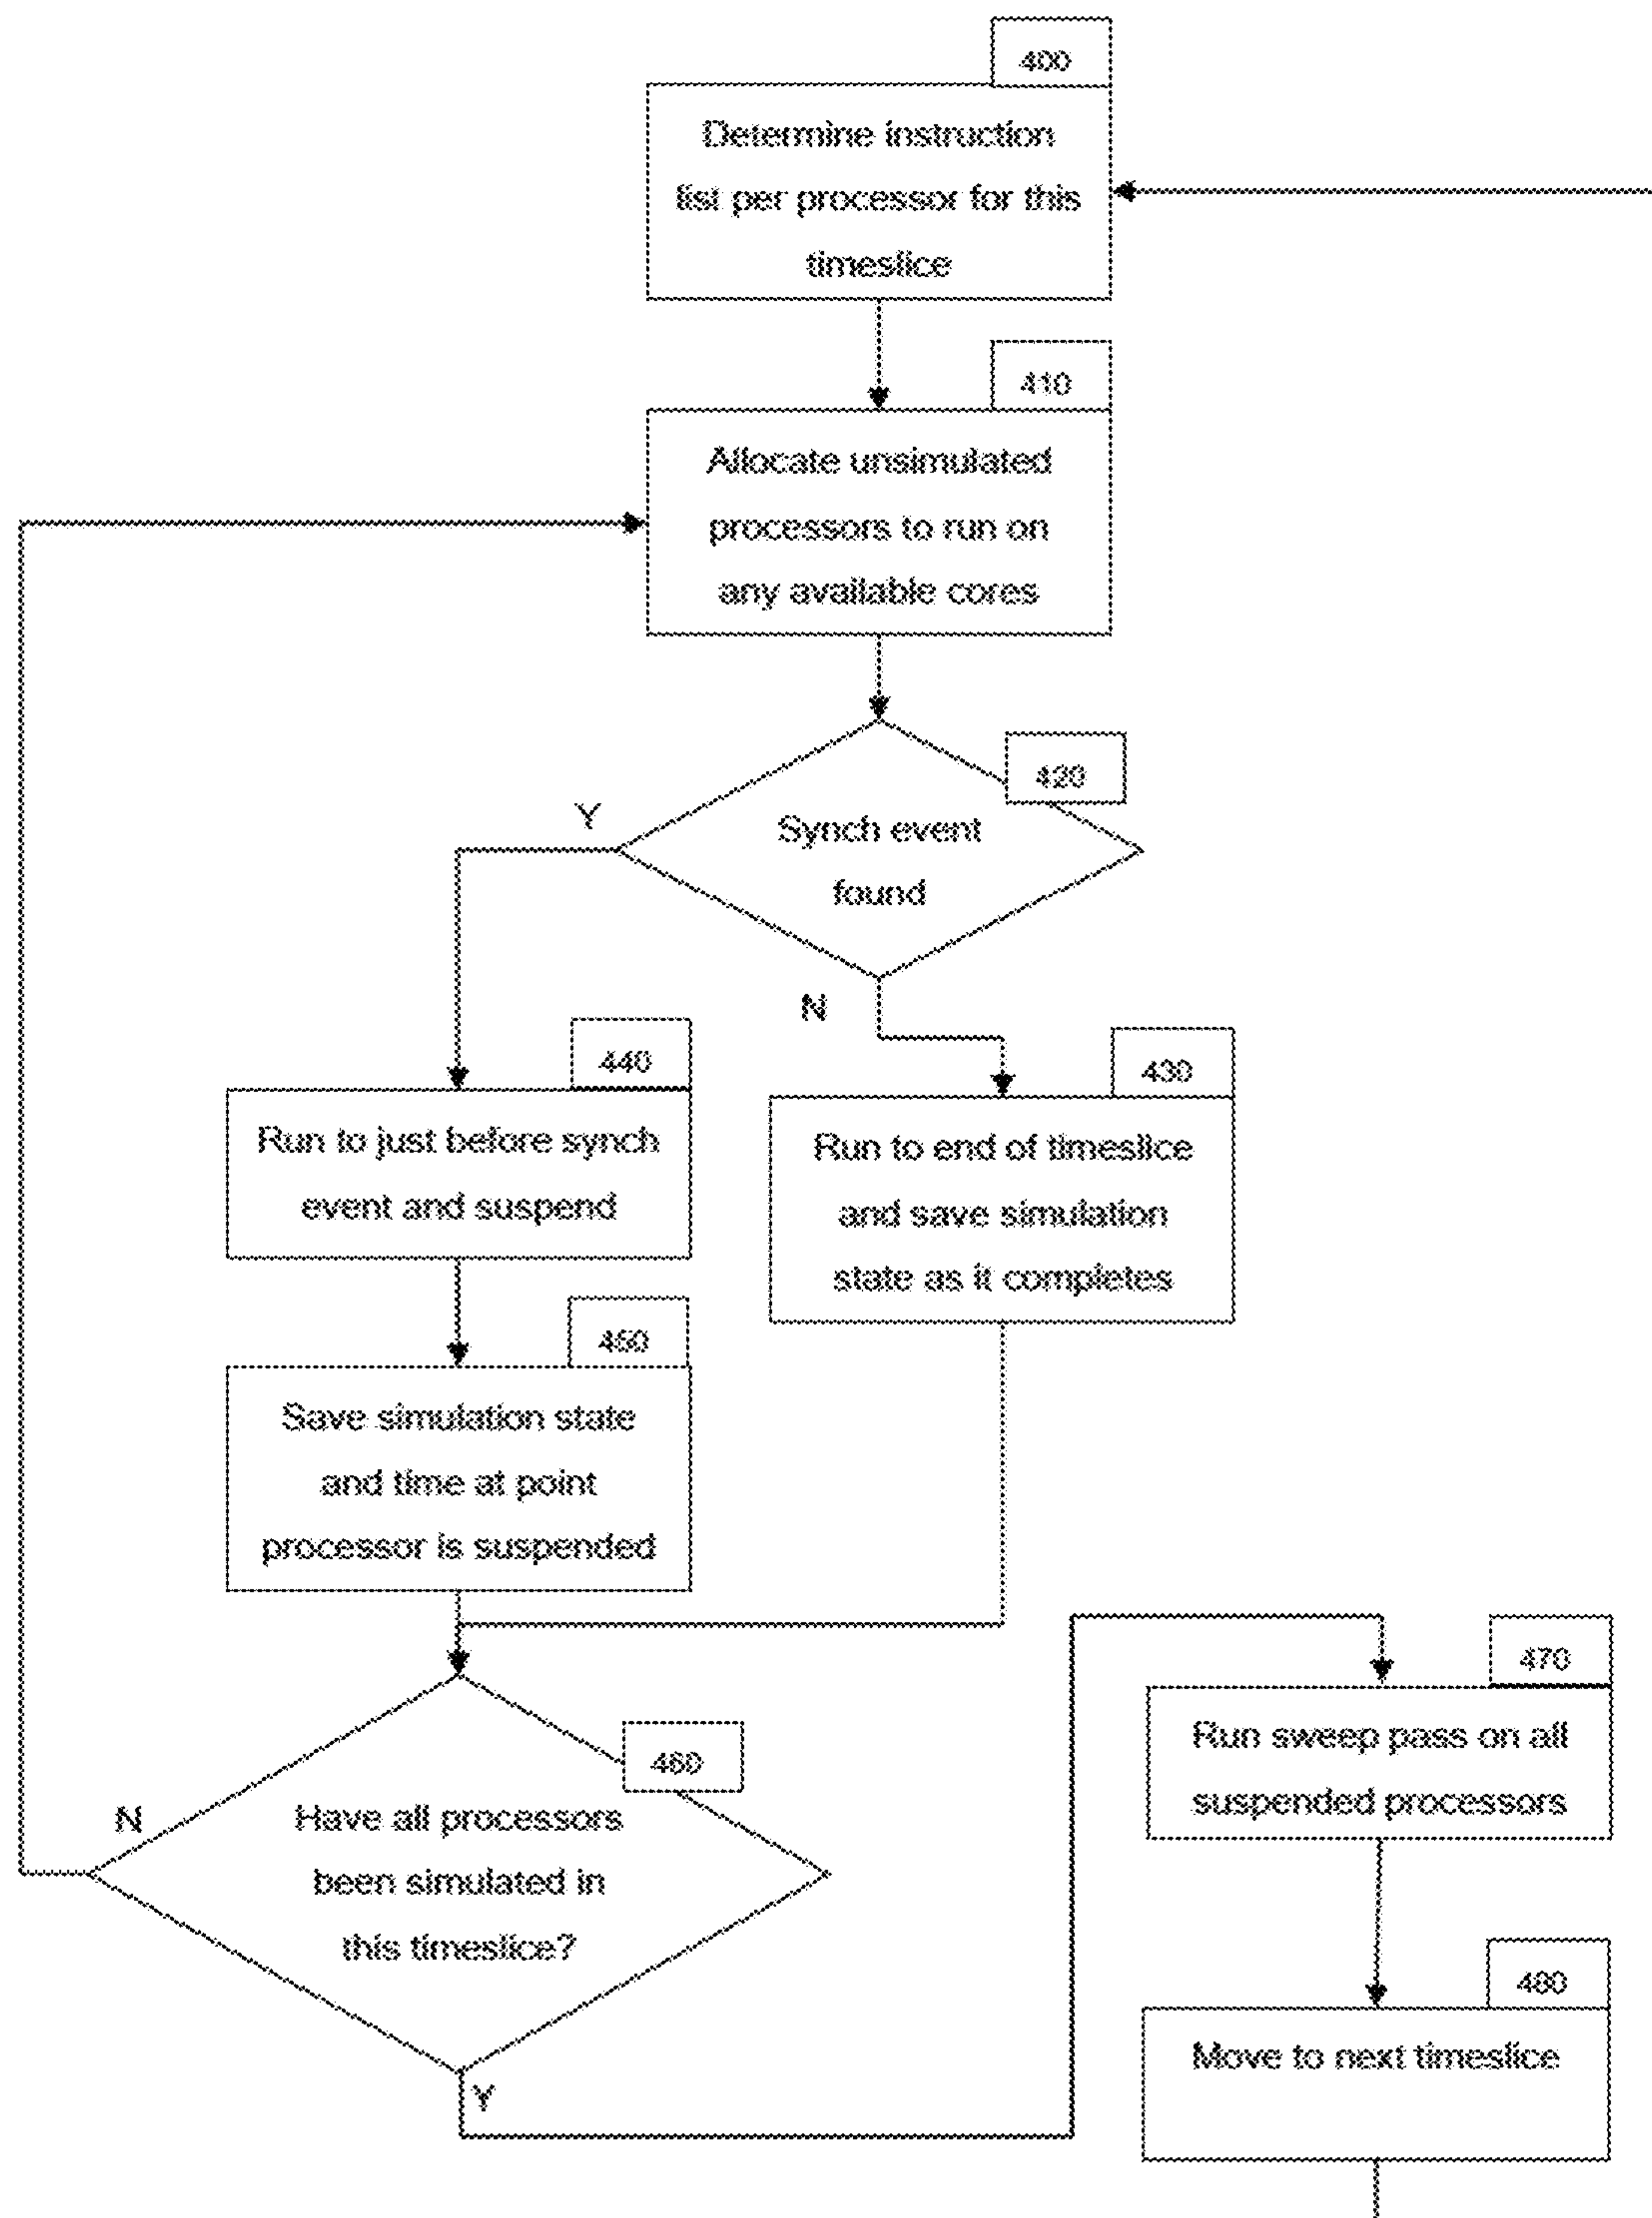 400
Determine instruction
list per processor for this
timeslice
410
Allocate unsimulated
processors to run on
any available cores
420
Synch event
found
Y
N
440
Run to just before synch
event and suspend
430
Run to end of timeslice
and save simulation
state as it completes
450
Save simulation state
and time at point
processor is suspended
460
Have all processors
been simulated in
this timeslice?
N
Y
470
Run sweep pass on all
suspended processors
480
Move to next timeslice